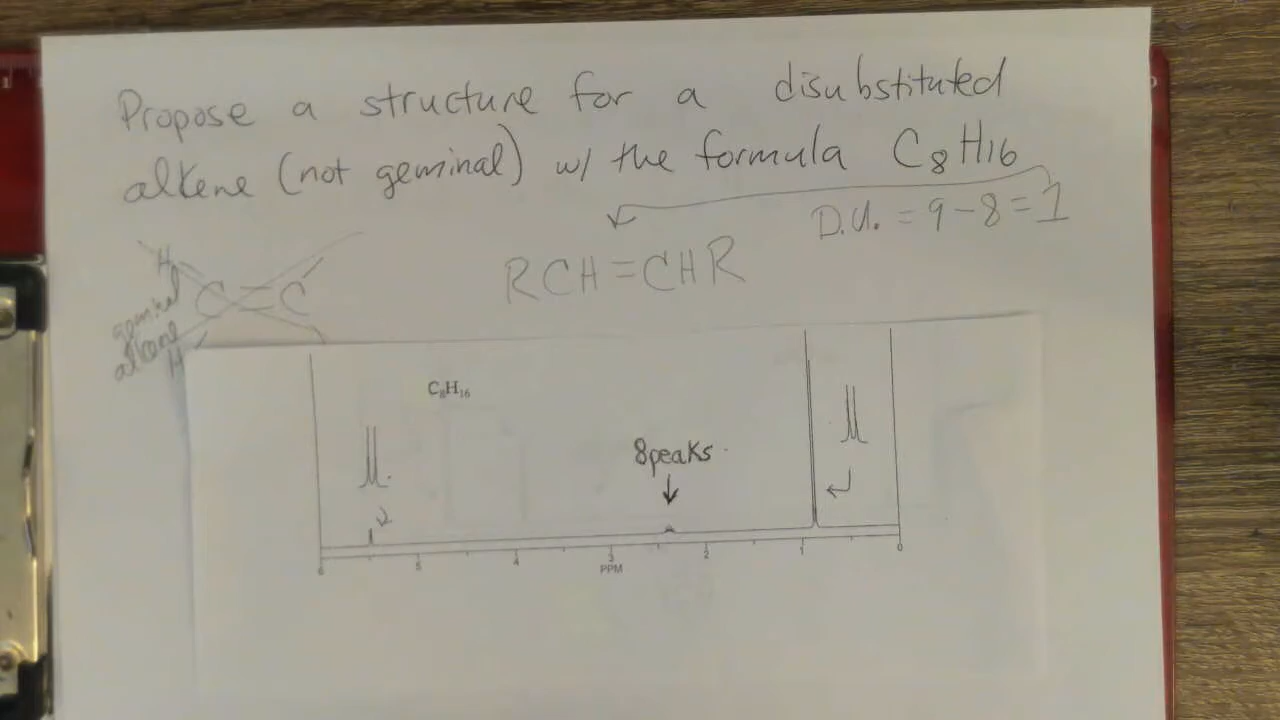 Propose a structure for a disubstituted
alkene (not geminal) w/ the formula C₈H16
D.U. = 9-8=1
RCH=CHR
H
C=C
geminal
alkene
H
C₈H₁₆
8peaks
6 5 4 3 2 1 0
PPM